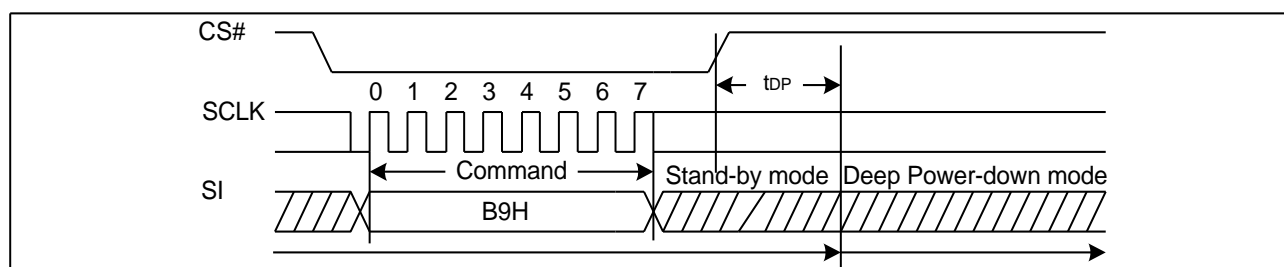 CS#
tDP
0 1 2 3 4 5 6 7
SCLK
Command
Stand-by mode Deep Power-down mode
SI
B9H